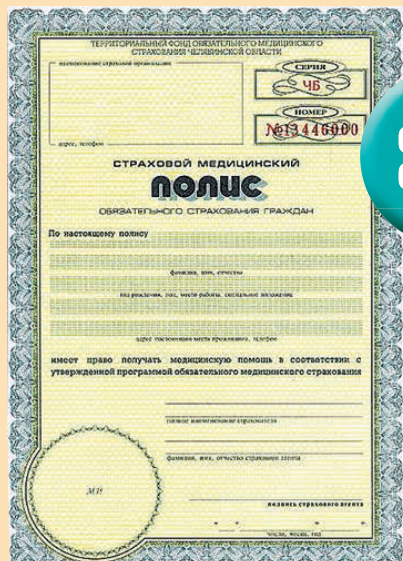 ТЕРРИТОРИАЛЬНЫЙ ФОНД ОБЯЗАТЕЛЬНОГО МЕДИЦИНСКОГО
СТРАХОВАНИЯ ЧЕЛЯБИНСКОЙ ОБЛАСТИ
наименование страховой организации
СЕРИЯ
ЧБ
НОМЕР
№13446000
адрес, телефон
СТРАХОВОЙ МЕДИЦИНСКИЙ
ПОЛИС
ОБЯЗАТЕЛЬНОГО СТРАХОВАНИЯ ГРАЖДАН
По настоящему полису
фамилия, имя, отчество
год рождения, пол, место работы, социальное положение
адрес постоянного места проживания, телефон
имеет право получать медицинскую помощь в соответствии с
утвержденной программой обязательного медицинского страхования
полное наименование страхователя
фамилия, имя, отчество страхового агента
М П
подпись страхового агента
число, месяц, год